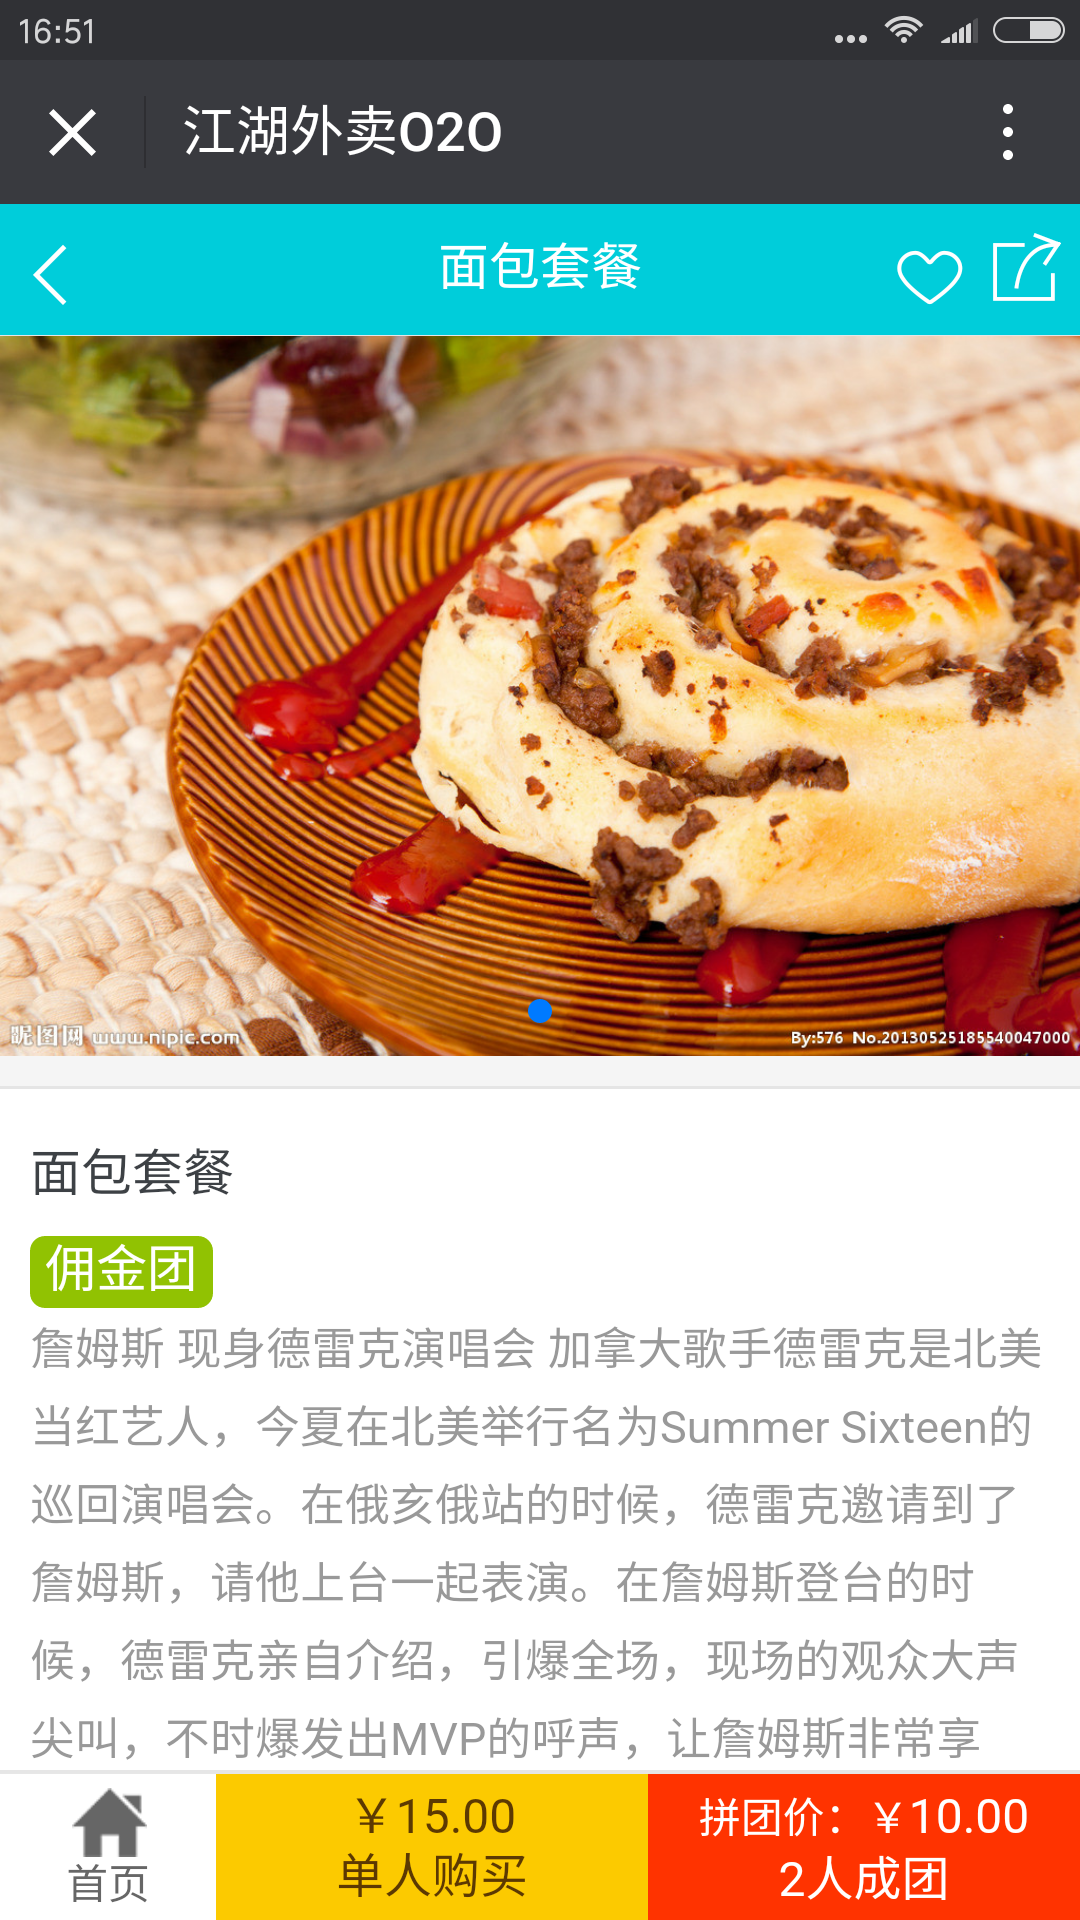 16:51
江湖外卖O2O
面包套餐
昵图网 www.nipic.com
By:576 No.20130525185540047000
面包套餐
佣金团
詹姆斯 现身德雷克演唱会 加拿大歌手德雷克是北美
当红艺人，今夏在北美举行名为Summer Sixteen的
巡回演唱会。在俄亥俄站的时候，德雷克邀请到了
詹姆斯，请他上台一起表演。在詹姆斯登台的时
候，德雷克亲自介绍，引爆全场，现场的观众大声
尖叫，不时爆发出MVP的呼声，让詹姆斯非常享
首页
￥15.00
单人购买
拼团价：￥10.00
2人成团